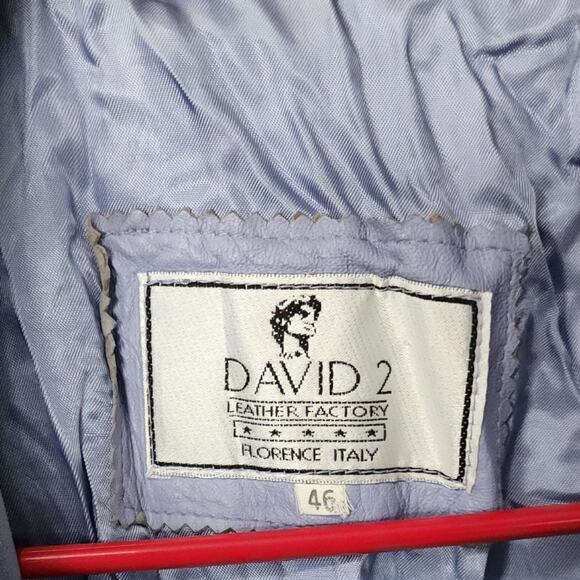 DAVID 2
LEATHER FACTORY
★ ★ ★ ★ ★
FLORENCE ITALY
46